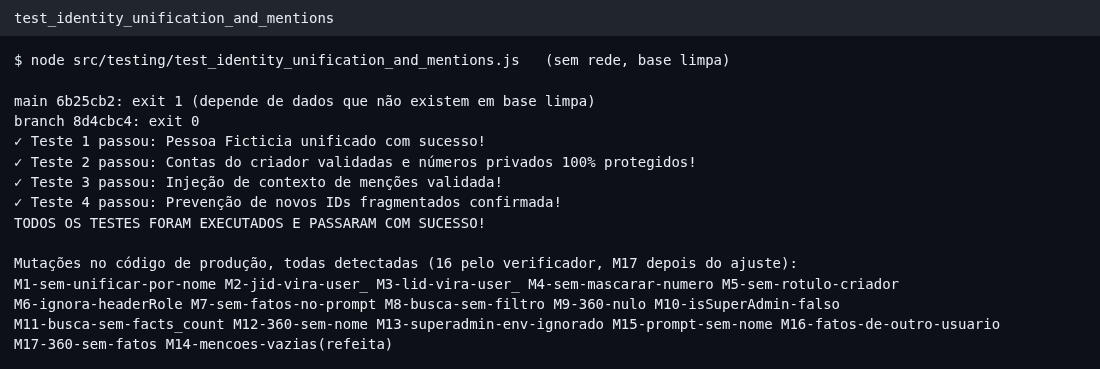 test_identity_unification_and_mentions
$ node src/testing/test_identity_unification_and_mentions.js   (sem rede, base limpa)
main 6b25cb2: exit 1 (depende de dados que não existem em base limpa)
branch 8d4cbc4: exit 0
✓ Teste 1 passou: Pessoa Ficticia unificado com sucesso!
✓ Teste 2 passou: Contas do criador validadas e números privados 100% protegidos!
✓ Teste 3 passou: Injeção de contexto de menções validada!
✓ Teste 4 passou: Prevenção de novos IDs fragmentados confirmada!
TODOS OS TESTES FORAM EXECUTADOS E PASSARAM COM SUCESSO!
Mutações no código de produção, todas detectadas (16 pelo verificador, M17 depois do ajuste):
M1-sem-unificar-por-nome M2-jid-vira-user_ M3-lid-vira-user_ M4-sem-mascarar-numero M5-sem-rotulo-criador
M6-ignora-headerRole M7-sem-fatos-no-prompt M8-busca-sem-filtro M9-360-nulo M10-isSuperAdmin-falso
M11-busca-sem-facts_count M12-360-sem-nome M13-superadmin-env-ignorado M15-prompt-sem-nome M16-fatos-de-outro-usuario
M17-360-sem-fatos M14-mencoes-vazias(refeita)